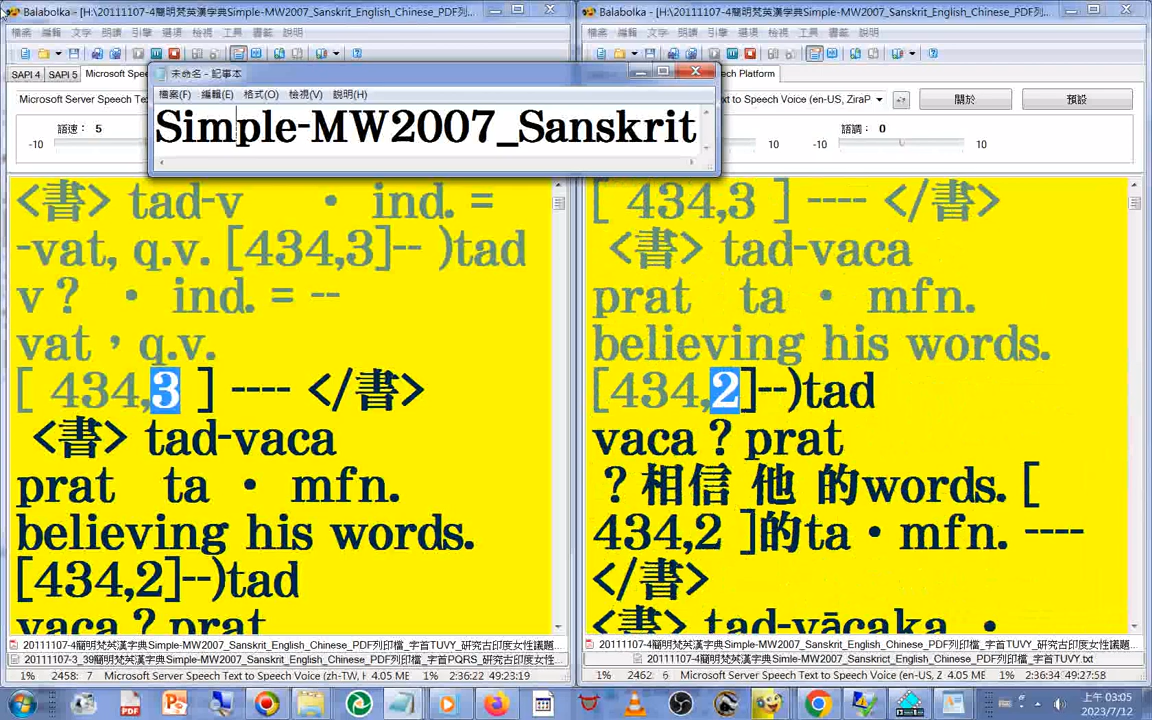 Balabolka - [H:\20111107-4簡明梵英漢字典Simple-MW2007_Sanskrit_English_Chinese_PDF列...
檔案 編輯 文字 朗讀 引擎 選項 檢視 工具 書籤 說明
SAPI 4 SAPI 5 Microsoft Spee
Microsoft Server Speech Text
語速： 5
-10
未命名 - 記事本
檔案(F) 編輯(E) 格式(O) 檢視(V) 說明(H)
Simple-MW2007_Sanskrit
<書> tad-v • ind. =
-vat, q.v. [434,3]-- )tad
v？ • ind. = --
vat，q.v.
[ 434,3 ] ---- </書>
<書> tad-vaca
prat ta • mfn.
believing his words.
[434,2]--)tad
vaca？prat
20111107-4簡明梵英漢字典Simple-MW2007_Sanskrit_English_Chinese_PDF列印檔_字首TUVY_研究古印度女性議題...
20111107-3_39簡明梵英漢字典Simple-MW2007_Sanskrit_English_Chinese_PDF列印檔_字首PQRS_研究古印度女性...
1% 2458: 7 Microsoft Server Speech Text to Speech Voice (zh-TW, H 4.05 ME 1% 2:36:22 49:23:19
Balabolka - [H:\20111107-4簡明梵英漢字典Simple-MW2007_Sanskrit_English_Chinese_PDF列...
檔案 編輯 文字 朗讀 引擎 選項 檢視 工具 書籤 說明
ech Platform
xt to Speech Voice (en-US, ZiraP
關於
預設
10
語調： 0
-10
10
[ 434,3 ] ---- </書>
<書> tad-vaca
prat ta • mfn.
believing his words.
[434,2]--)tad
vaca？prat
？相信 他 的words. [
434,2 ]的ta • mfn. ----
</書>
<書> tad-vācaka •
20111107-4簡明梵英漢字典Simple-MW2007_Sanskrit_English_Chinese_PDF列印檔_字首TUVY_研究古印度女性議題...
20111107-4簡明梵英漢字典Simle-MW2007_Sanskrict_English_Chinese_PDF列印檔_字首TUVY.txt
1% 2462: 6 Microsoft Server Speech Text to Speech Voice (en-US, Z 4.05 ME 1% 2:36:34 49:27:58
上午 03:05
2023/7/12